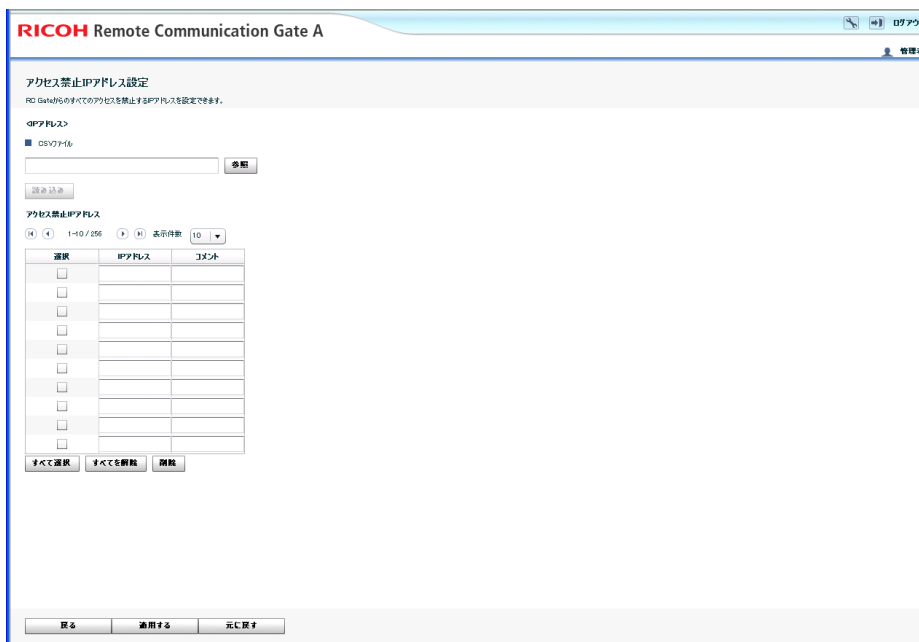 RICOH Remote Communication Gate A
ログアウ
管理
アクセス禁止IPアドレス設定
RC Gateからのすべてのアクセスを禁止するIPアドレスを設定できます。
<IPアドレス>
CSVファイル
参照
読み込み
アクセス禁止IPアドレス
1-10 / 256 表示件数 10
選択 IPアドレス コメント
すべて選択 すべてを解除 削除
戻る 適用する 元に戻す